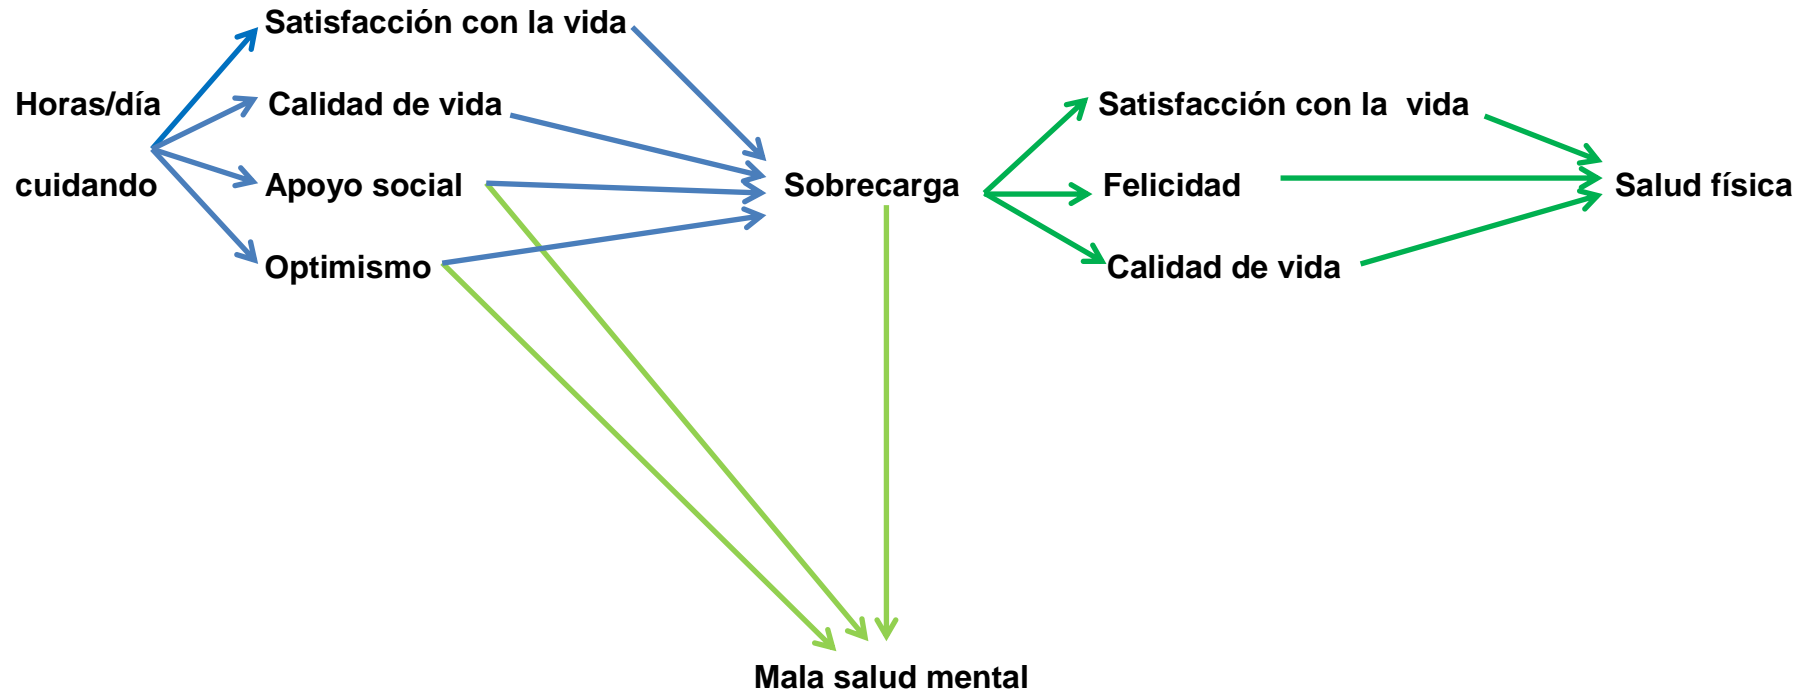 Satisfacción con la vida
Horas/día
cuidando
Calidad de vida
Apoyo social
Optimismo
Sobrecarga
Satisfacción con la  vida
Felicidad
Calidad de vida
Salud física
Mala salud mental